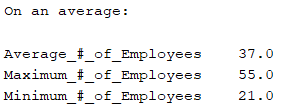 On an average:
Average_#_of_Employees 37.0
Maximum_#_of_Employees 55.0
Minimum_#_of_Employees 21.0